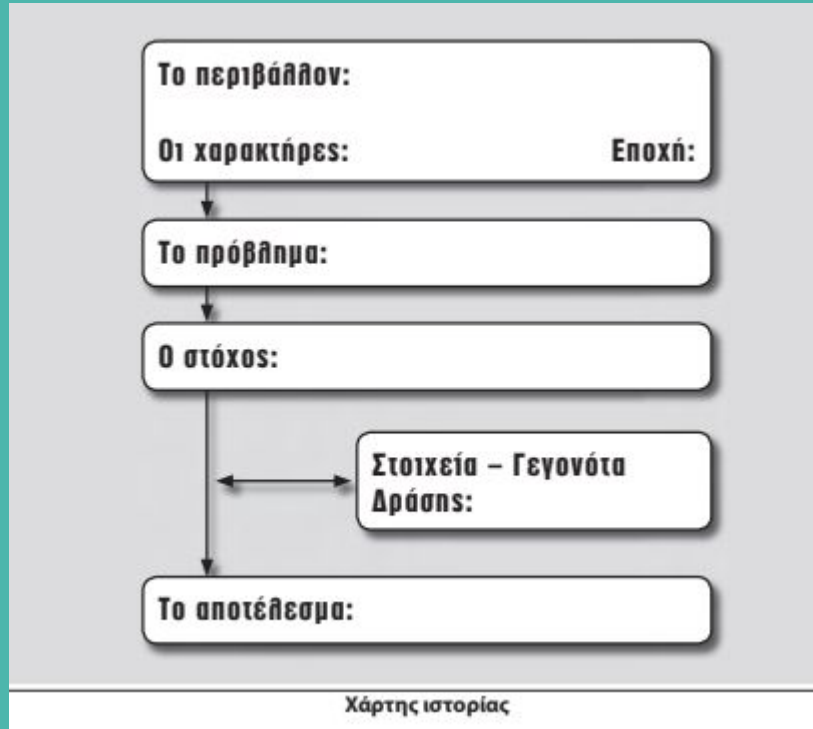 Το περιβάλλον:
Οι χαρακτήρες: Εποχή:
Το πρόβλημα:
Ο στόχος:
Στοιχεία – Γεγονότα
Δράσης:
Το αποτέλεσμα:
Χάρτης ιστορίας